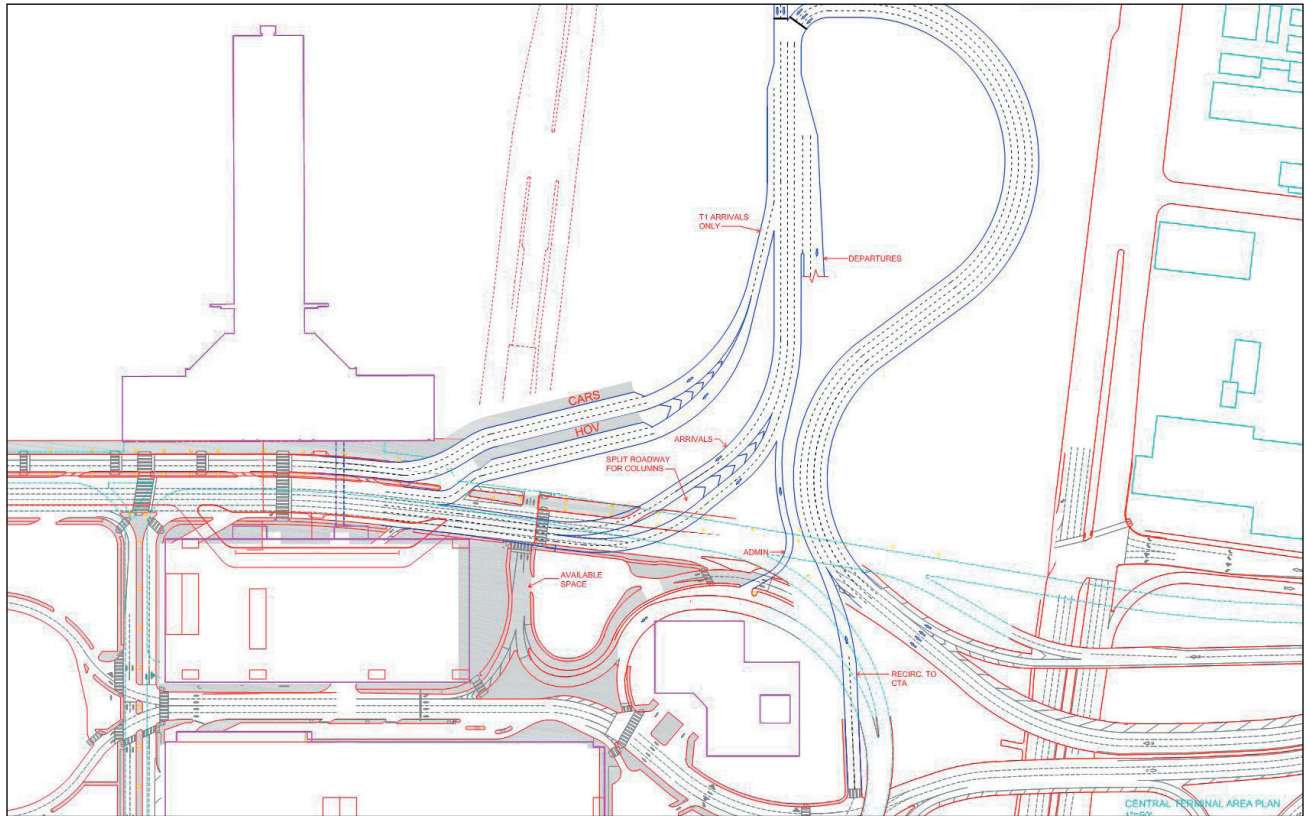 T1 ARRIVALS
ONLY
DEPARTURES
CARS
HOV
ARRIVALS
SPLIT ROADWAY
FOR COLUMNS
ADMIN
AVAILABLE
SPACE
RECIRC. TO
CTA
CENTRAL TERMINAL AREA PLAN